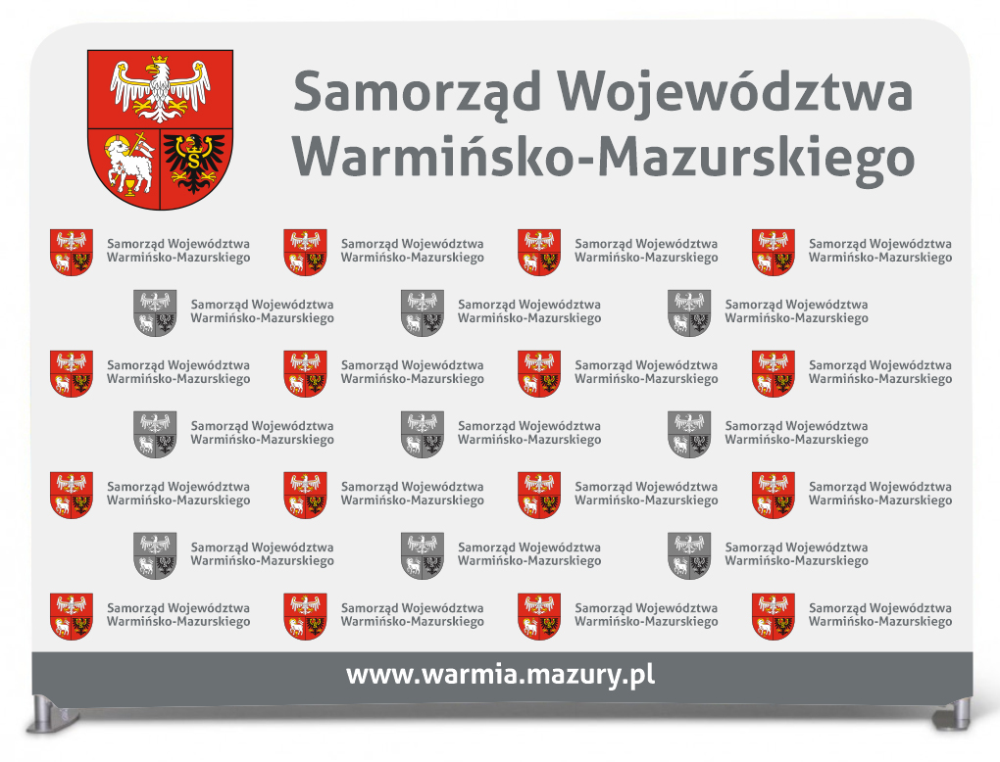 Samorząd Województwa
Warmińsko-Mazurskiego
Samorząd Województwa Samorząd Województwa Samorząd Województwa Samorząd Województwa
Warmińsko-Mazurskiego Warmińsko-Mazurskiego Warmińsko-Mazurskiego Warmińsko-Mazurskiego
Samorząd Województwa Samorząd Województwa Samorząd Województwa
Warmińsko-Mazurskiego Warmińsko-Mazurskiego Warmińsko-Mazurskiego
Samorząd Województwa Samorząd Województwa Samorząd Województwa Samorząd Województwa
Warmińsko-Mazurskiego Warmińsko-Mazurskiego Warmińsko-Mazurskiego Warmińsko-Mazurskiego
Samorząd Województwa Samorząd Województwa Samorząd Województwa
Warmińsko-Mazurskiego Warmińsko-Mazurskiego Warmińsko-Mazurskiego
Samorząd Województwa Samorząd Województwa Samorząd Województwa Samorząd Województwa
Warmińsko-Mazurskiego Warmińsko-Mazurskiego Warmińsko-Mazurskiego Warmińsko-Mazurskiego
Samorząd Województwa Samorząd Województwa Samorząd Województwa
Warmińsko-Mazurskiego Warmińsko-Mazurskiego Warmińsko-Mazurskiego
Samorząd Województwa Samorząd Województwa Samorząd Województwa Samorząd Województwa
Warmińsko-Mazurskiego Warmińsko-Mazurskiego Warmińsko-Mazurskiego Warmińsko-Mazurskiego
www.warmia.mazury.pl